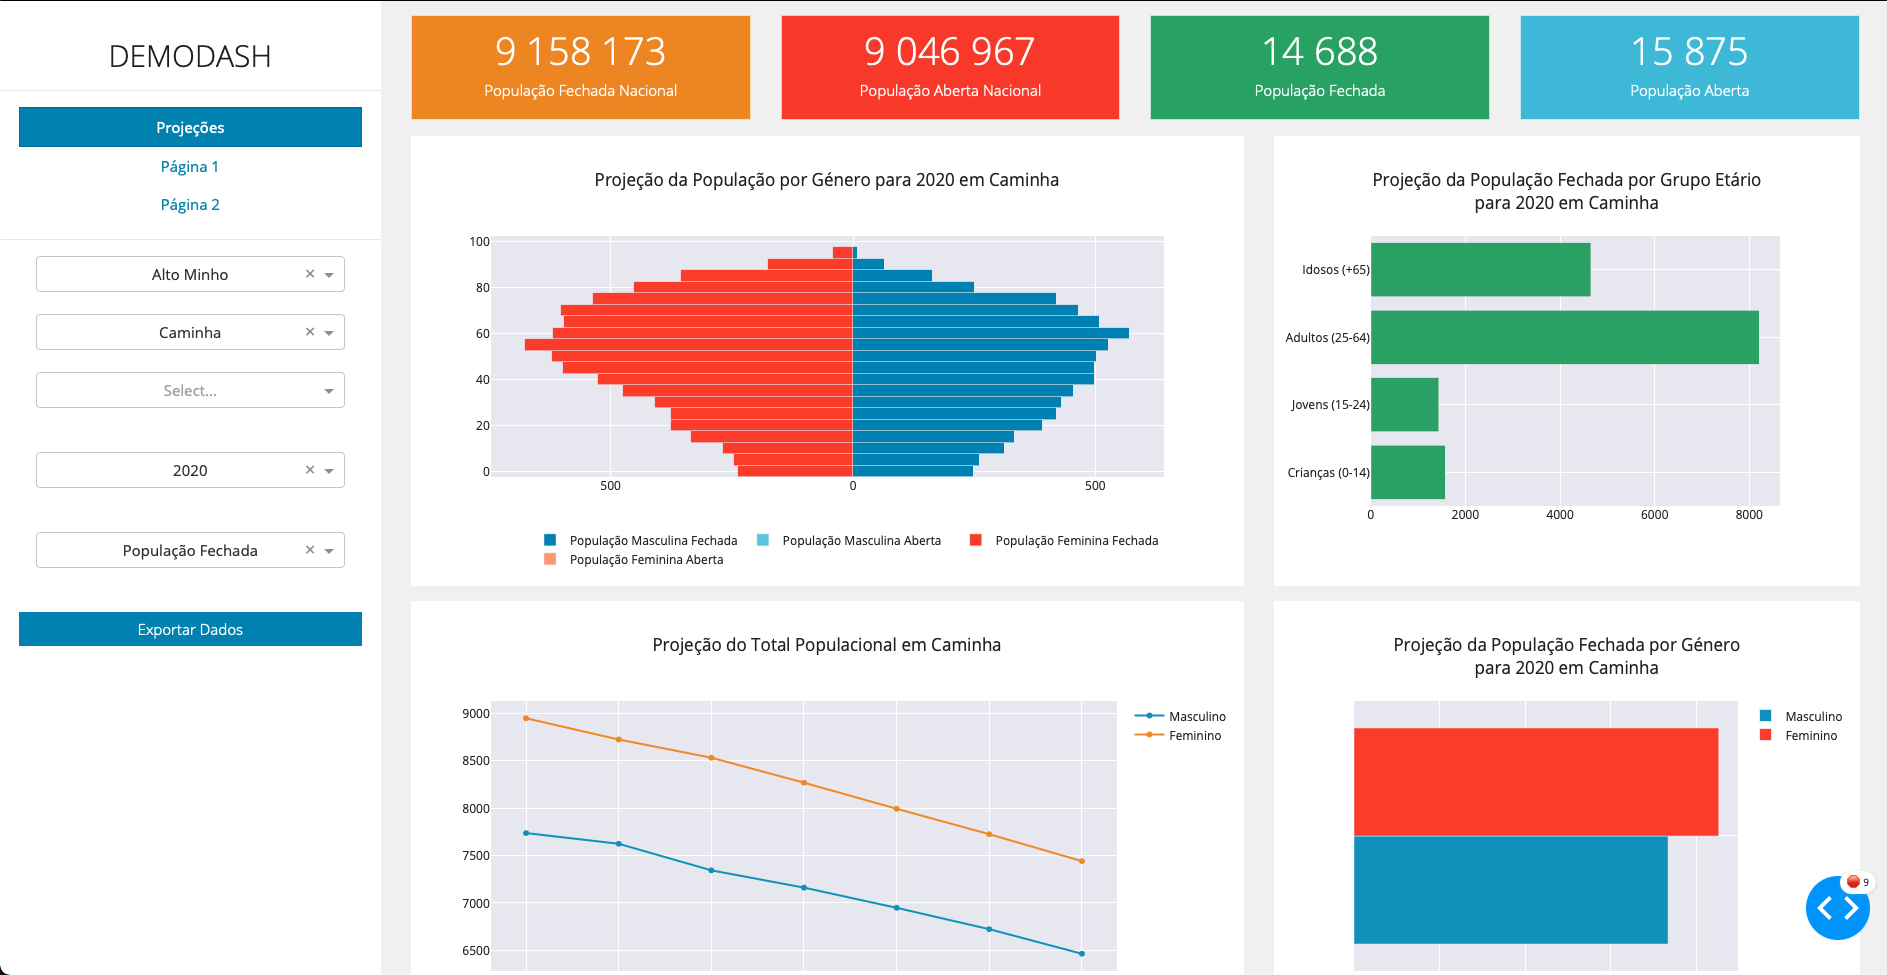 DEMODASH
Projeções
Página 1
Página 2
Alto Minho
Caminha
Select...
2020
População Fechada
Exportar Dados
9 158 173
População Fechada Nacional
9 046 967
População Aberta Nacional
14 688
População Fechada
15 875
População Aberta
Projeção da População por Género para 2020 em Caminha
100
80
60
40
20
0
500
0
500
População Masculina Fechada
População Masculina Aberta
População Feminina Fechada
População Feminina Aberta
Projeção da População Fechada por Grupo Etário
para 2020 em Caminha
Idosos (+65)
Adultos (25-64)
Jovens (15-24)
Crianças (0-14)
0
2000
4000
6000
8000
Projeção do Total Populacional em Caminha
9000
8500
8000
7500
7000
6500
Masculino
Feminino
Projeção da População Fechada por Género
para 2020 em Caminha
Masculino
Feminino
9